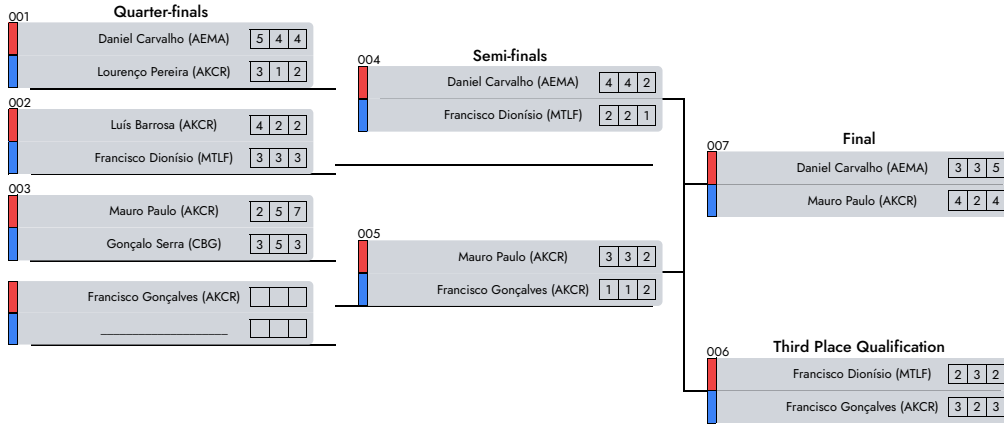 Quarter-finals
001
Daniel Carvalho (AEMA) 5 4 4
Lourenço Pereira (AKCR) 3 1 2
002
Luís Barrosa (AKCR) 4 2 2
Francisco Dionísio (MTLF) 3 3 3
003
Mauro Paulo (AKCR) 2 5 7
Gonçalo Serra (CBG) 3 5 3
Francisco Gonçalves (AKCR)
____________________
Semi-finals
004
Daniel Carvalho (AEMA) 4 4 2
Francisco Dionísio (MTLF) 2 2 1
005
Mauro Paulo (AKCR) 3 3 2
Francisco Gonçalves (AKCR) 1 1 2
Final
007
Daniel Carvalho (AEMA) 3 3 5
Mauro Paulo (AKCR) 4 2 4
Third Place Qualification
006
Francisco Dionísio (MTLF) 2 3 2
Francisco Gonçalves (AKCR) 3 2 3